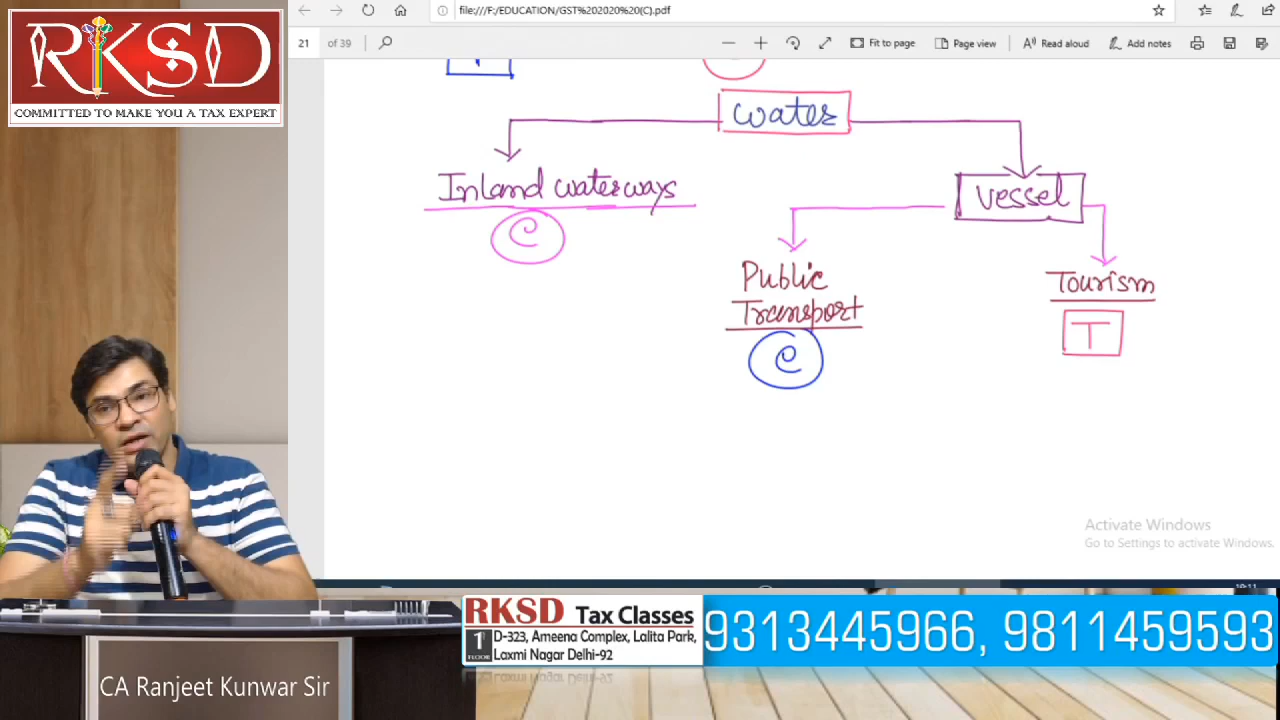 RKSD
COMMITTED TO MAKE YOU A TAX EXPERT
file:///F:/EDUCATION/GST%202020%20(C).pdf
21 of 39
Fit to page
Page view
Read aloud
Add notes
Water
Inland waterways
Vessel
Public
Transport
Tourism
T
Activate Windows
Go to Settings to activate Windows.
RKSD Tax Classes
1st FLOOR
D-323, Ameena Complex, Lalita Park,
Laxmi Nagar Delhi-92
9313445966, 9811459593
CA Ranjeet Kunwar Sir